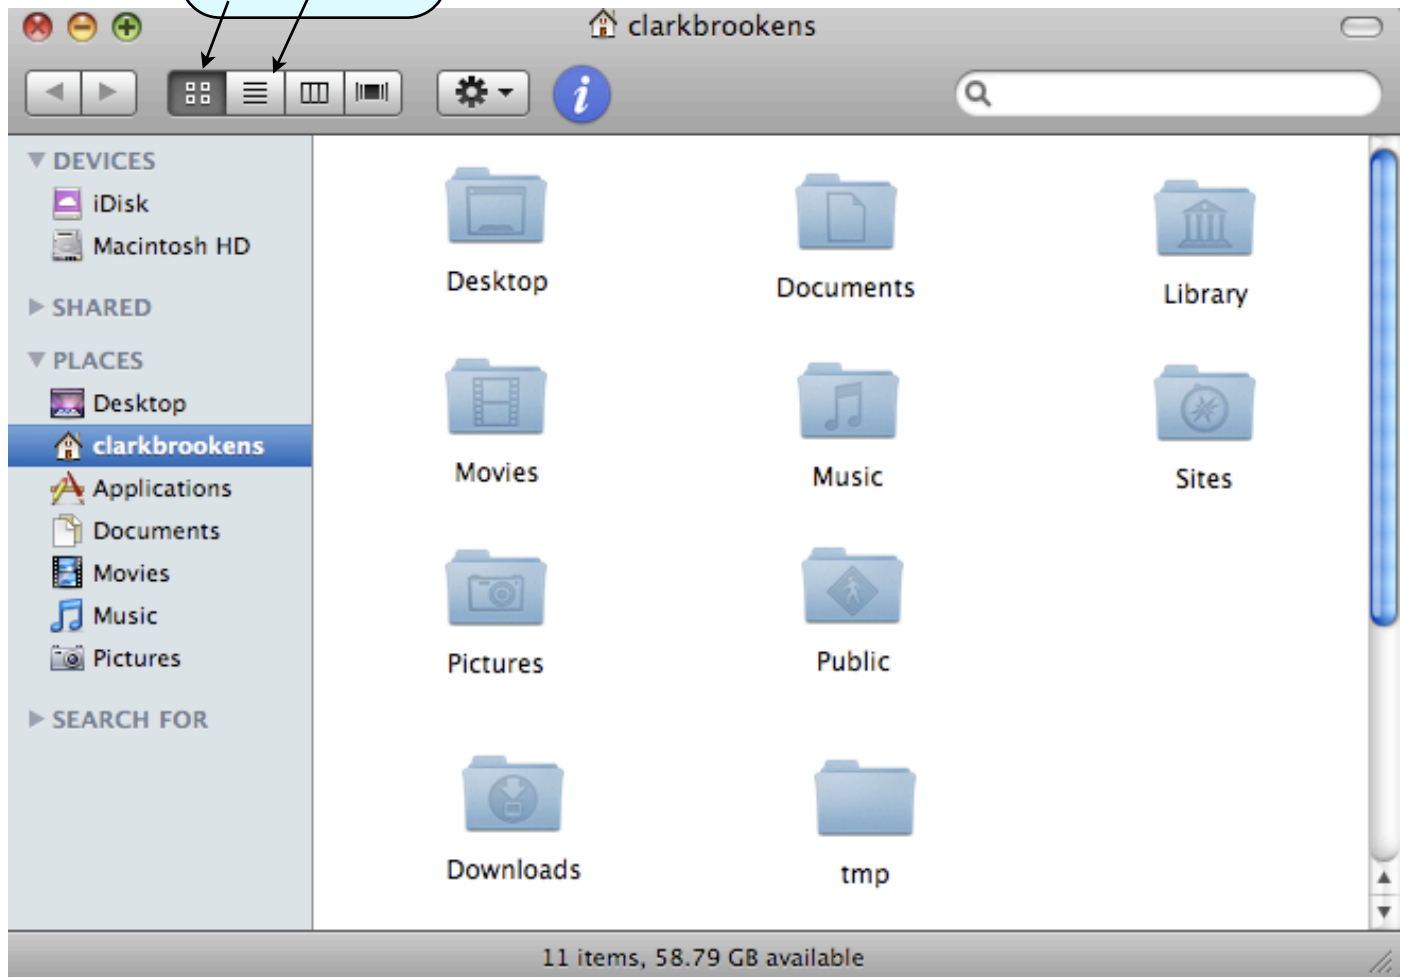 clarkbrookens
DEVICES
iDisk
Macintosh HD
SHARED
PLACES
Desktop
clarkbrookens
Applications
Documents
Movies
Music
Pictures
SEARCH FOR
Desktop
Documents
Library
Movies
Music
Sites
Pictures
Public
Downloads
tmp
11 items, 58.79 GB available